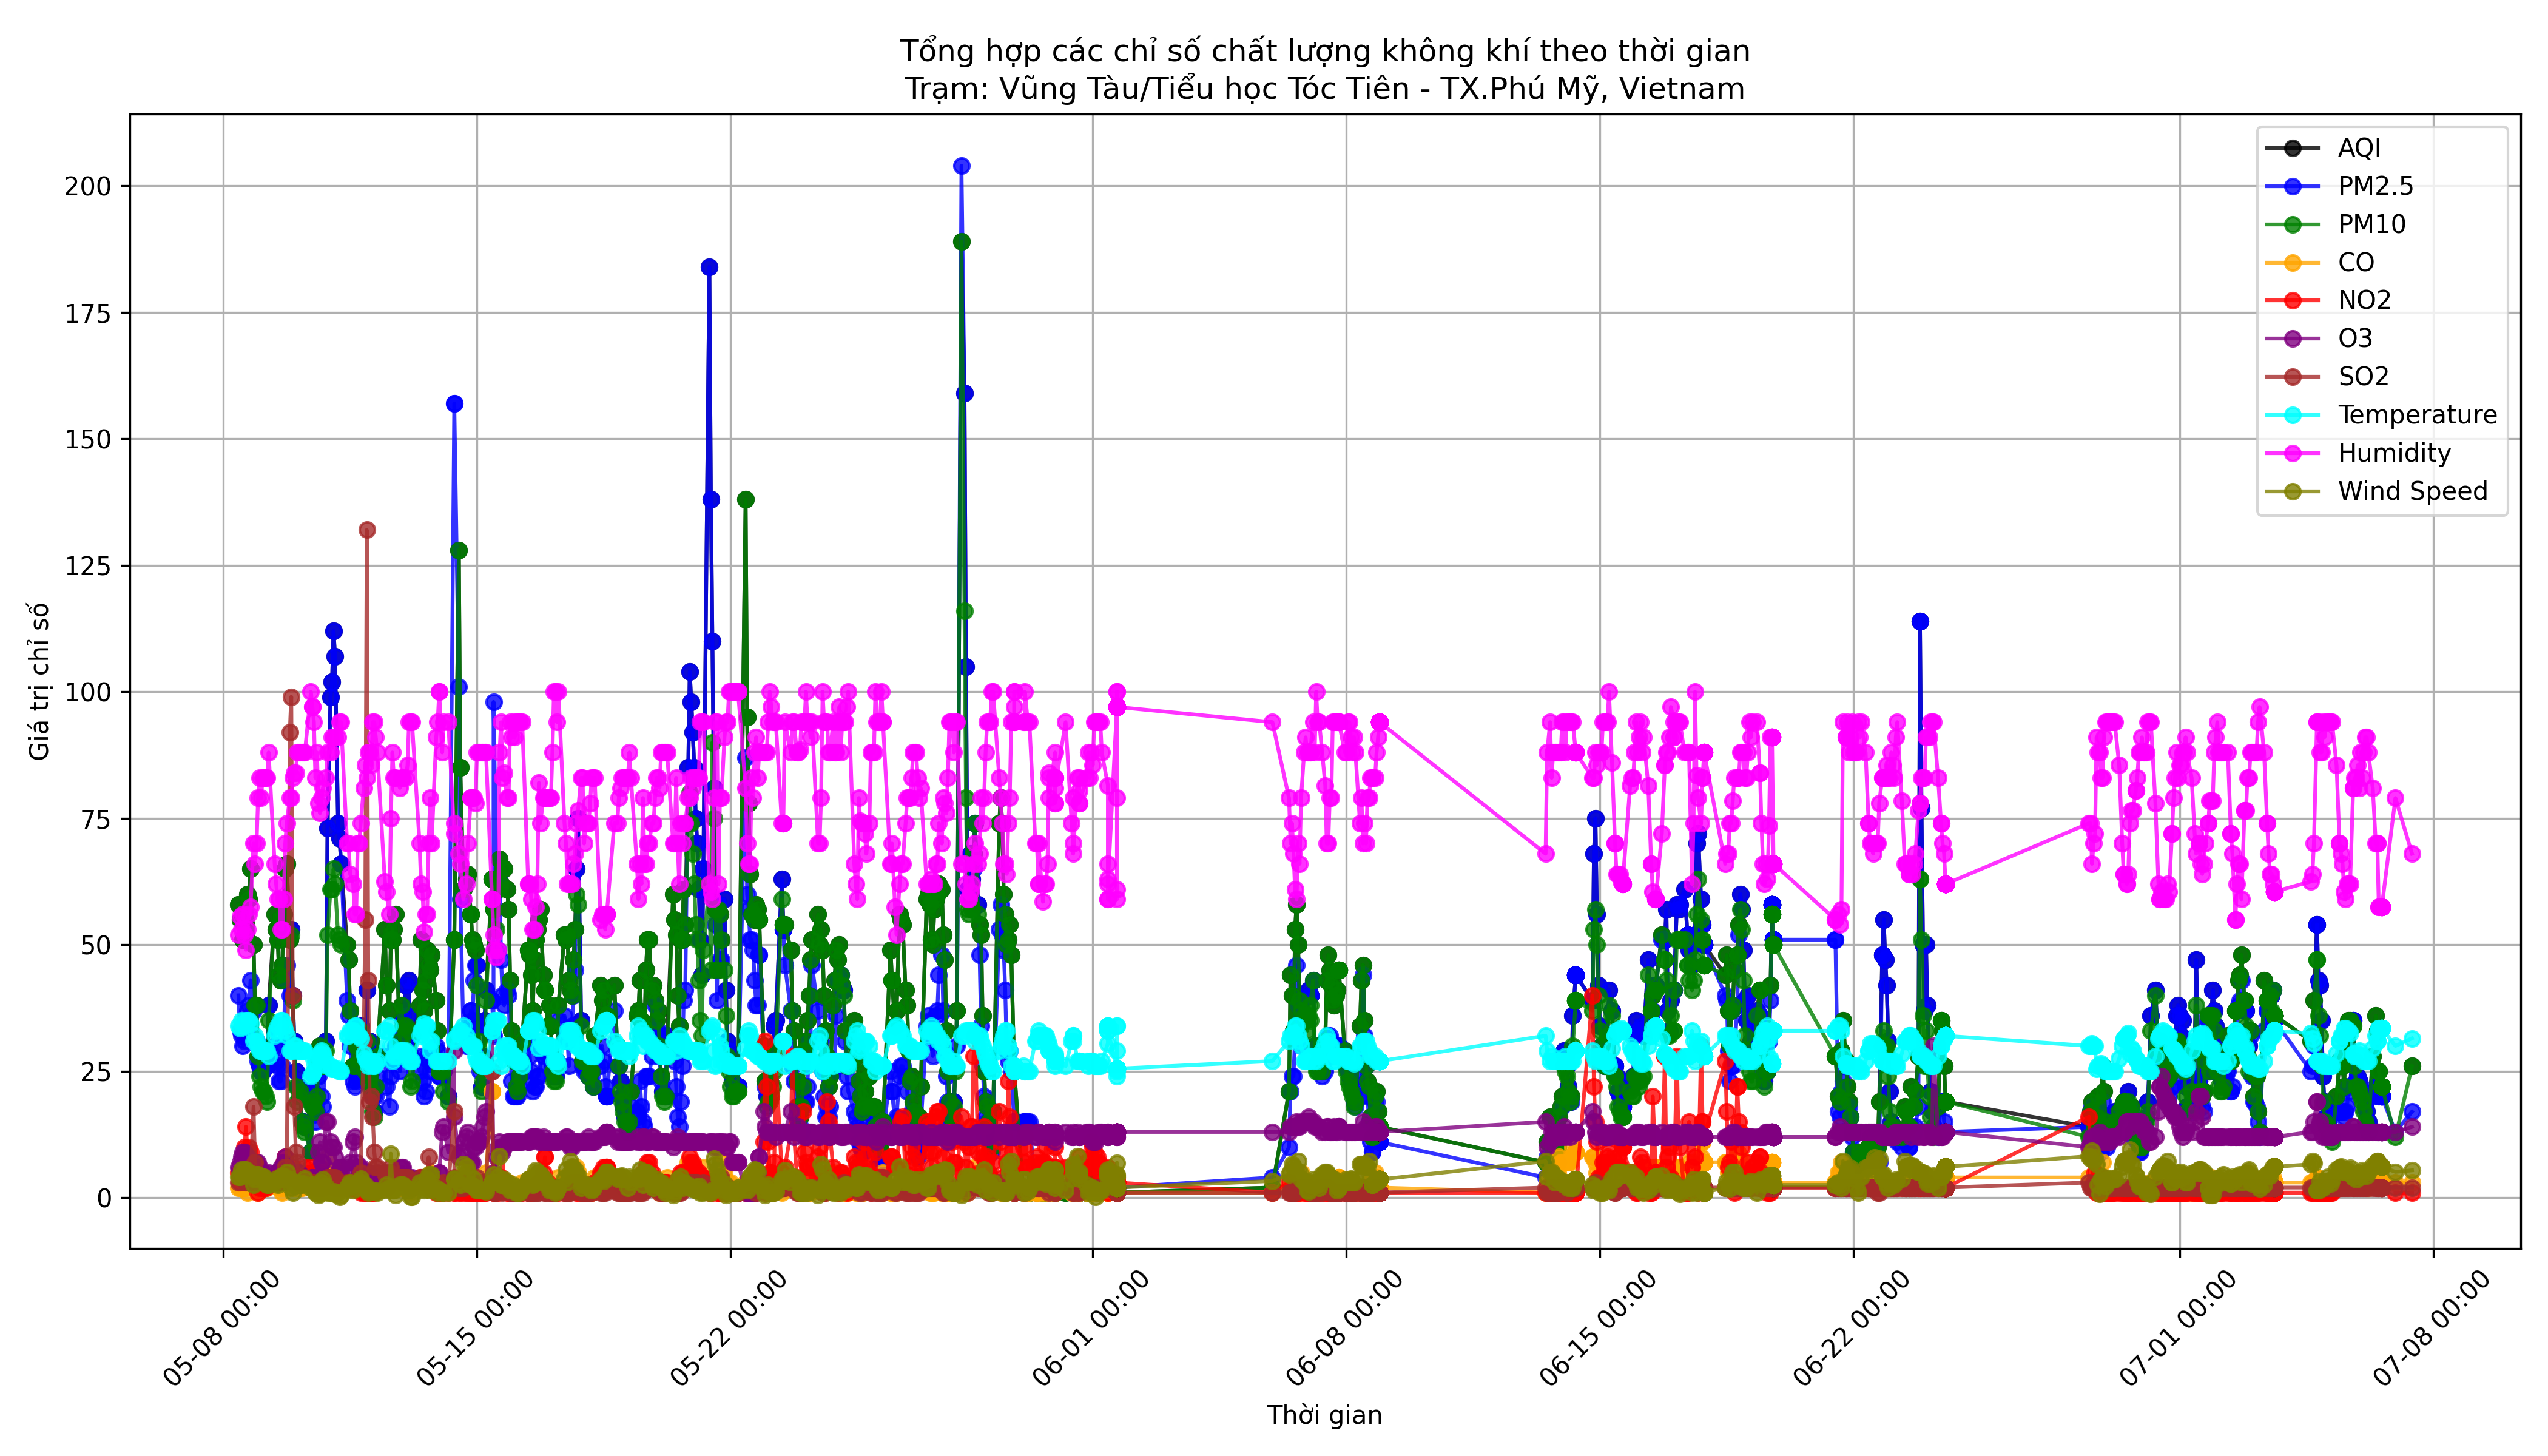 Tổng hợp các chỉ số chất lượng không khí theo thời gian
Trạm: Vũng Tàu/Tiểu học Tóc Tiên - TX.Phú Mỹ, Vietnam
AQI
PM2.5
PM10
CO
NO2
O3
SO2
Temperature
Humidity
Wind Speed
Giá trị chỉ số
200
175
150
125
100
75
50
25
0
05-08 00:00
05-15 00:00
05-22 00:00
06-01 00:00
06-08 00:00
06-15 00:00
06-22 00:00
07-01 00:00
07-08 00:00
Thời gian